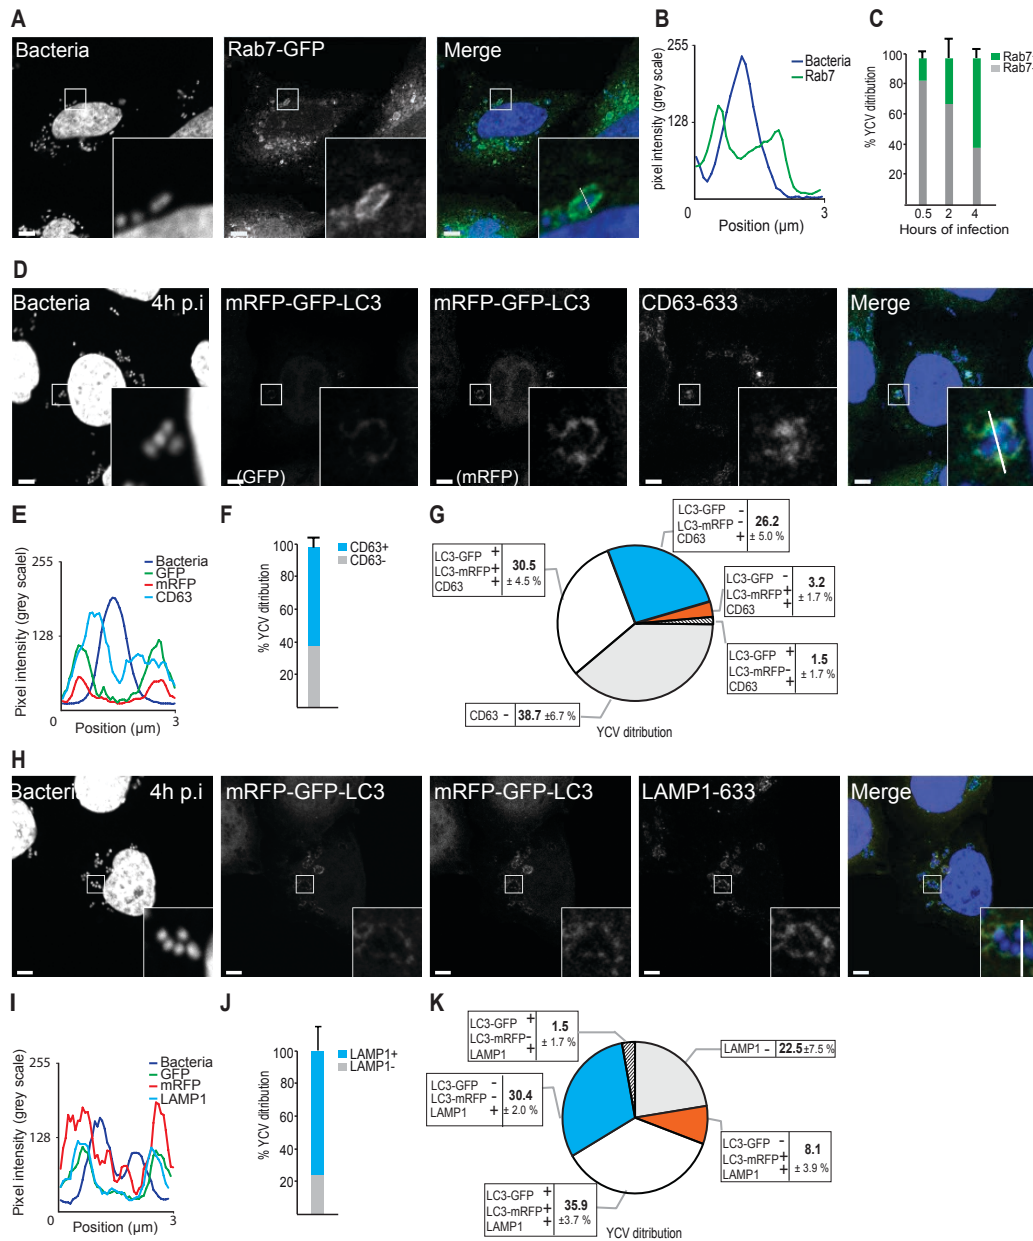 A
Bacteria
Rab7-GFP
Merge
B
255
128
0
3
pixel intensity (grey scale)
Position (µm)
Bacteria
Rab7
C
100
80
60
40
20
% YCV ditribution
0.5 2 4
Hours of infection
Rab7+
Rab7-
D
Bacteria 4h p.i
mRFP-GFP-LC3
(GFP)
mRFP-GFP-LC3
(mRFP)
CD63-633
Merge
E
255
128
0
3
Pixel intensity (grey scalel)
Position (µm)
Bacteria
GFP
mRFP
CD63
F
100
80
60
40
20
% YCV ditribution
CD63+
CD63-
G
LC3-GFP +
LC3-mRFP +
CD63 +
30.5
± 4.5 %
LC3-GFP -
LC3-mRFP -
CD63 +
26.2
± 5.0 %
LC3-GFP -
LC3-mRFP +
CD63 +
3.2
± 1.7 %
LC3-GFP +
LC3-mRFP -
CD63 +
1.5
± 1.7 %
CD63 - 38.7 ±6.7 %
YCV ditribution
H
Bacteria 4h p.i
mRFP-GFP-LC3
mRFP-GFP-LC3
LAMP1-633
Merge
I
255
128
0
3
Pixel intensity (grey scale)
Position (µm)
Bacteria
GFP
mRFP
LAMP1
J
100
80
60
40
20
% YCV ditribution
LAMP1+
LAMP1-
K
LC3-GFP +
LC3-mRFP -
LAMP1 +
1.5
± 1.7 %
LAMP1 - 22.5 ±7.5 %
LC3-GFP -
LC3-mRFP -
LAMP1 +
30.4
± 2.0 %
LC3-GFP -
LC3-mRFP +
LAMP1 +
8.1
± 3.9 %
LC3-GFP +
LC3-mRFP +
LAMP1 +
35.9
±3.7 %
YCV ditribution